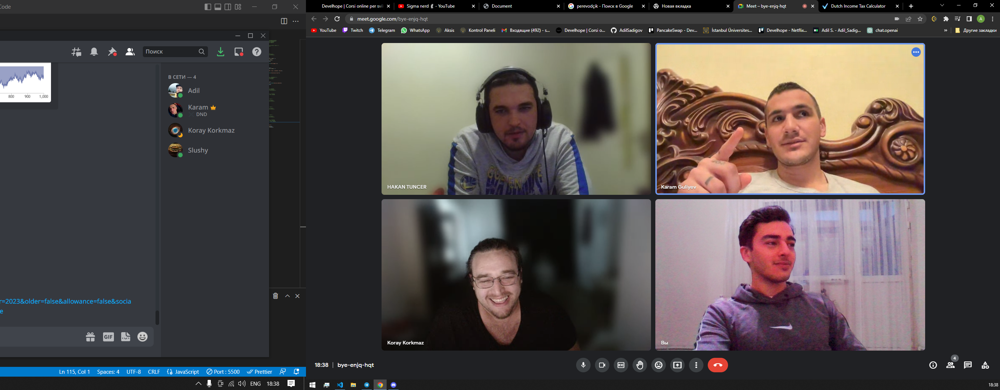 Code
Поиск
800 900 1,000
В СЕТИ — 4
Adil
Karam
DND
Koray Korkmaz
Slushy
r=2023&older=false&allowance=false&socia
e
GIF
Ln 115, Col 1 Spaces: 4 UTF-8 CRLF JavaScript Port : 5500 Prettier
ENG 18:38
Develhope | Corsi online per svil
Sigma nerd - YouTube
Document
perevodçik - Поиск в Google
Новая вкладка
Meet – bye-enjq-hqt
Dutch Income Tax Calculator
meet.google.com/bye-enjq-hqt
A
YouTube Twitch Telegram WhatsApp Aksis Kontrol Paneli Входящие (492) - s... Develhope | Corsi o... AdilSadigov PancakeSwap - Dev... İstanbul Üniversites... Develhope - Netflix... Adil S. - Adil_Sadig... chat.openai » Другие закладки
HAKAN TUNCER
Karam Guliyev
Koray Korkmaz
Вы
18:38 | bye-enjq-hqt
CC
4
18:38